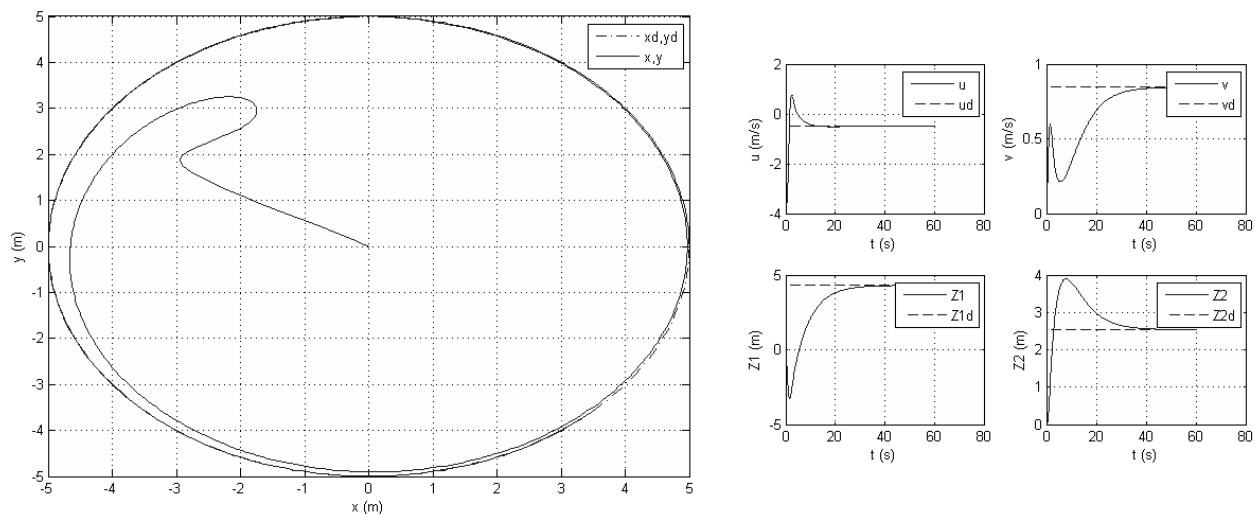 5
4
3
2
1
0
-1
-2
-3
-4
-5
y (m)
-5 -4 -3 -2 -1 0 1 2 3 4 5
x (m)
xd,yd
x,y
2
0
-2
-4
u (m/s)
0 20 40 60 80
t (s)
u
ud
1
0.5
0
v (m/s)
0 20 40 60 80
t (s)
v
vd
5
0
-5
Z1 (m)
0 20 40 60 80
t (s)
Z1
Z1d
4
3
2
1
0
Z2 (m)
0 20 40 60 80
t (s)
Z2
Z2d